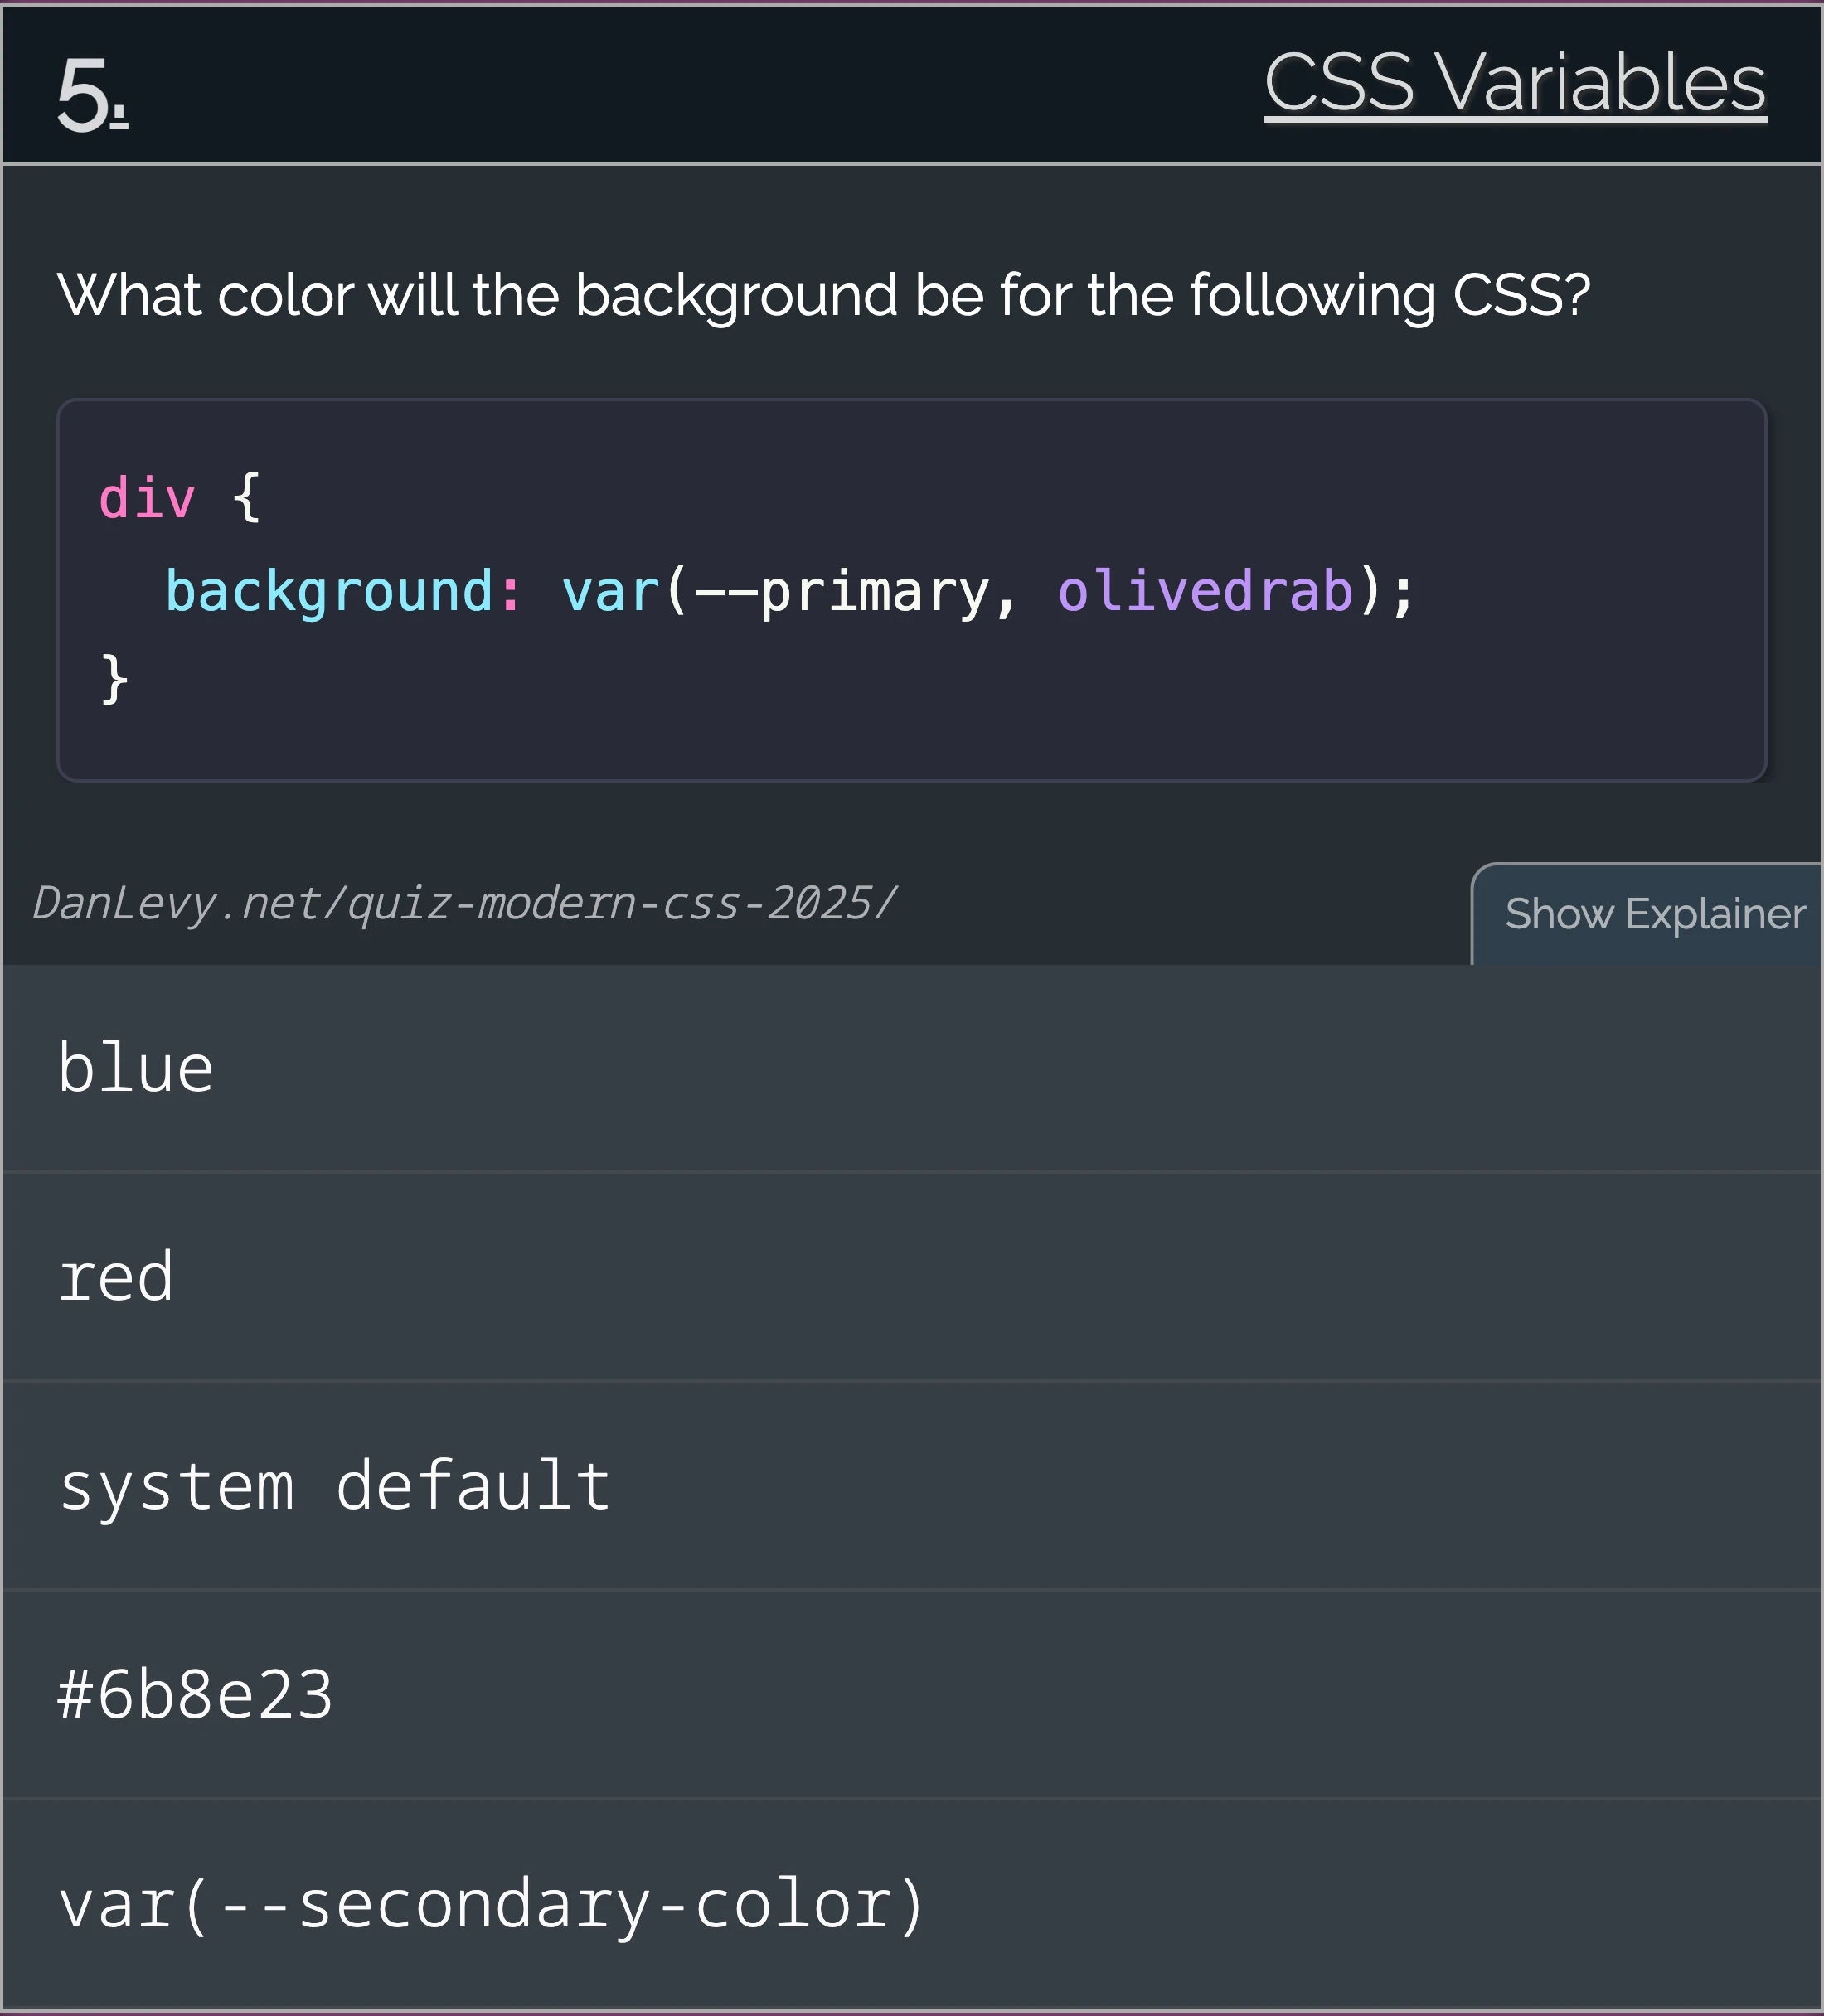 5.
CSS Variables
What color will the background be for the following CSS?
div {
  background: var(--primary, olivedrab);
}
DanLevy.net/quiz-modern-css-2025/
Show Explainer
blue
red
system default
#6b8e23
var(--secondary-color)